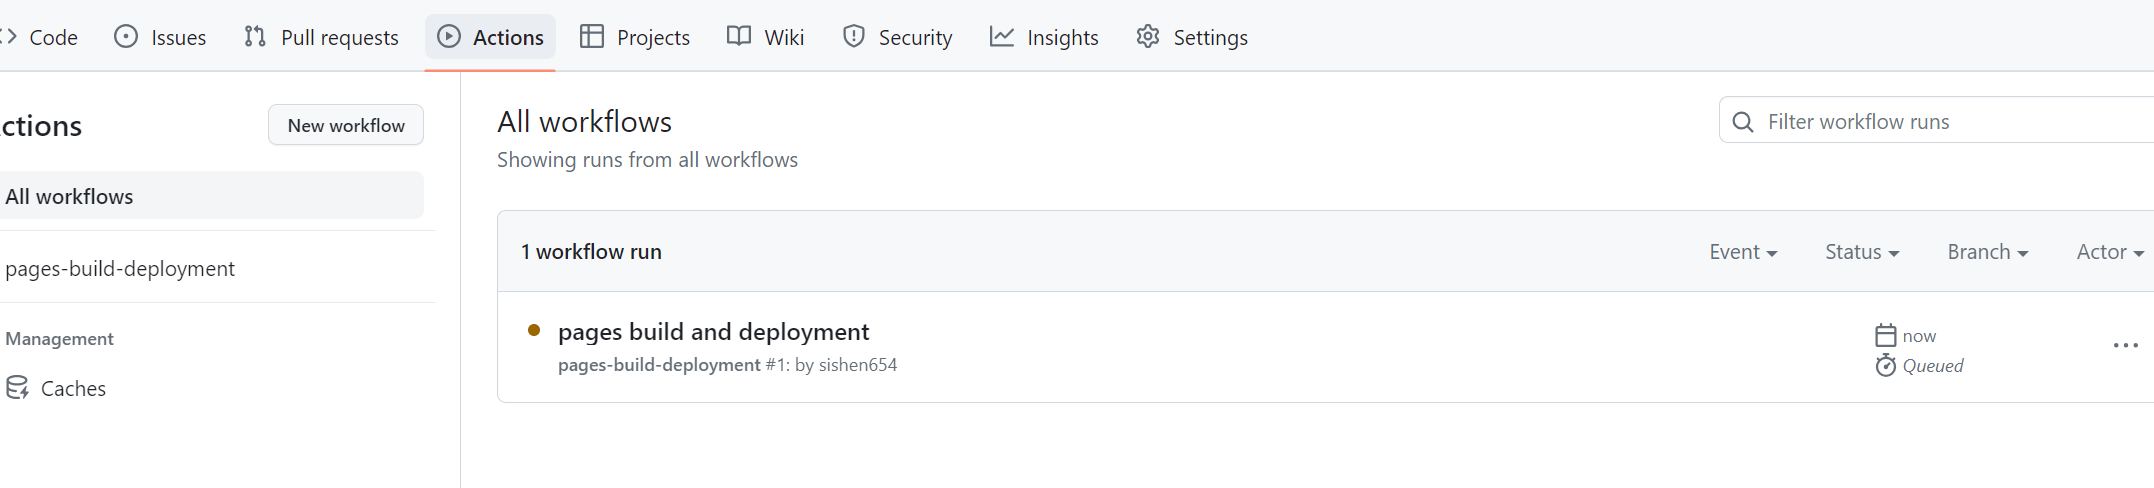 Code Issues Pull requests Actions Projects Wiki Security Insights Settings
ctions
New workflow
All workflows
pages-build-deployment
Management
Caches
All workflows
Showing runs from all workflows
Filter workflow runs
1 workflow run
Event Status Branch Actor
pages build and deployment
pages-build-deployment #1: by sishen654
now
Queued